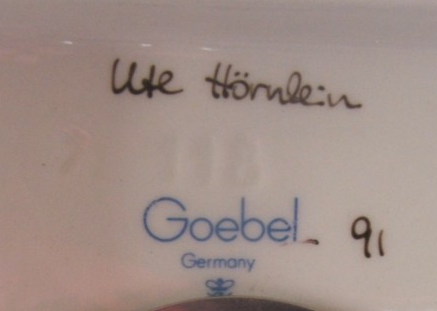 Ute Hörnlein
Goebel 91
Germany